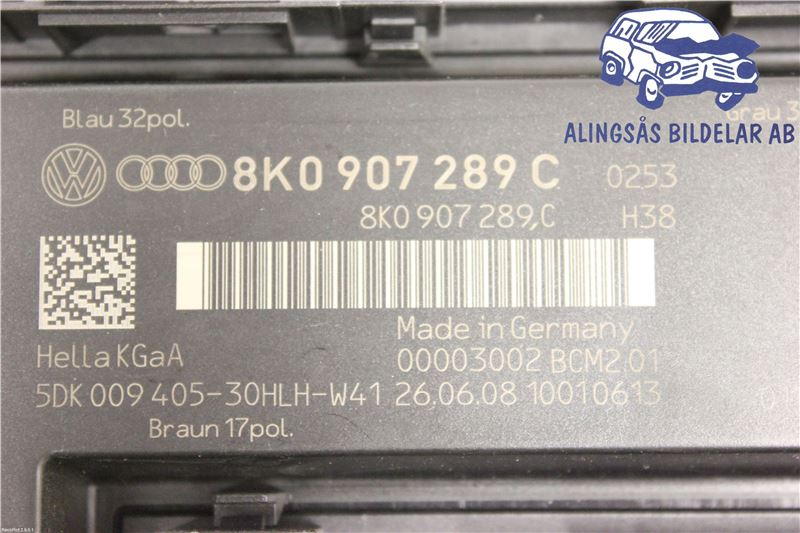 ALINGSÅS BILDELAR AB
Blau 32pol.
Grau
8K0 907 289 C 0253
8K0 907 289,C H38
Made in Germany
Hella KGaA 00003002 BCM2.01
5DK 009 405-30HLH-W41 26.06.08 10010613
Braun 17pol.